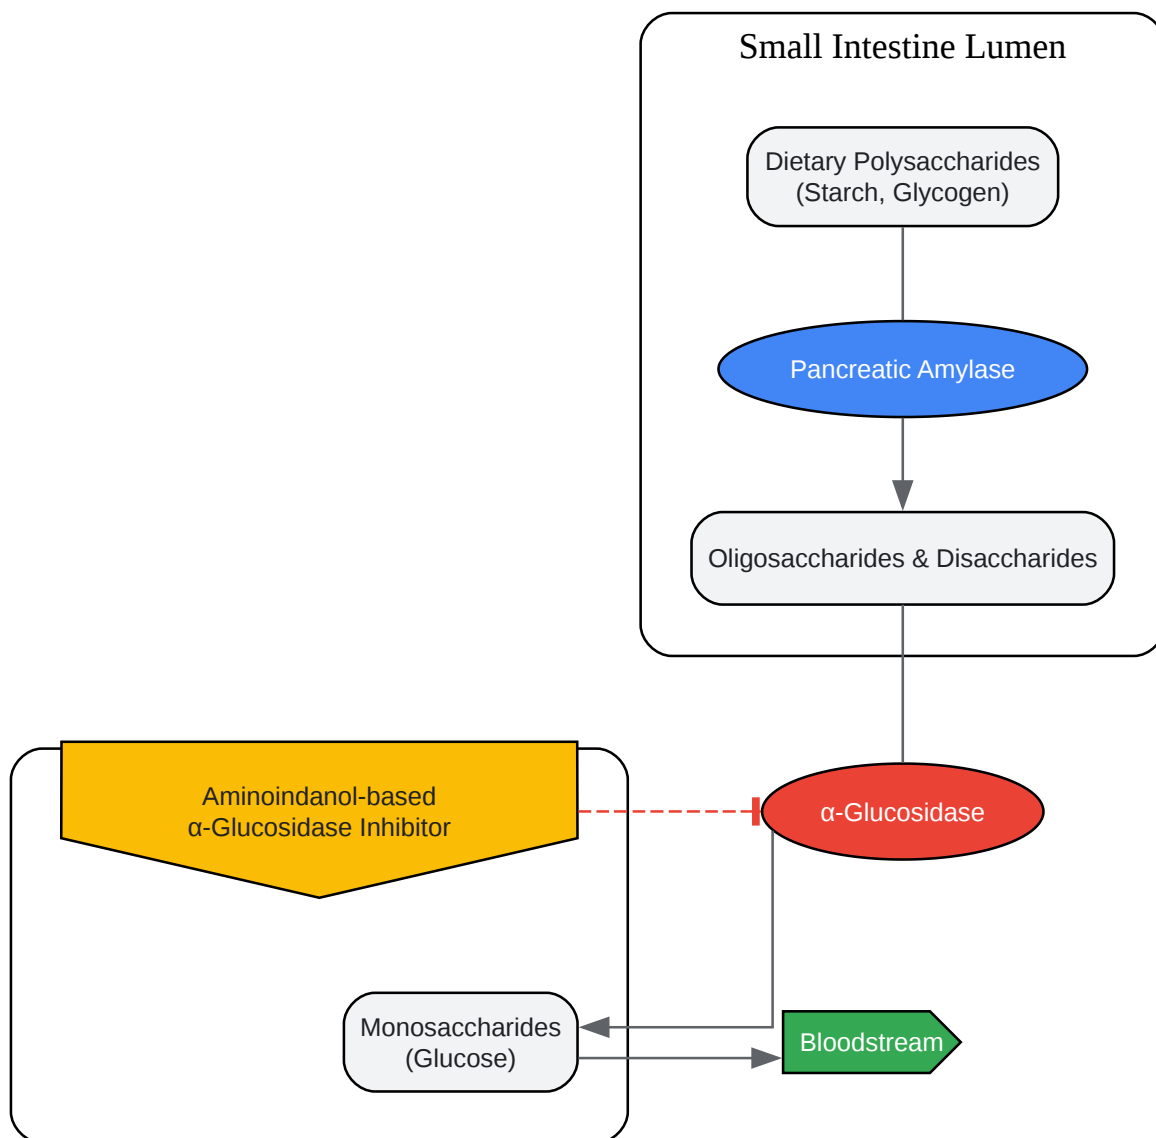 Small Intestine Lumen
Dietary Polysaccharides
(Starch, Glycogen)
Pancreatic Amylase
Oligosaccharides & Disaccharides
Aminoindanol-based
α-Glucosidase Inhibitor
α-Glucosidase
Monosaccharides
(Glucose)
Bloodstream